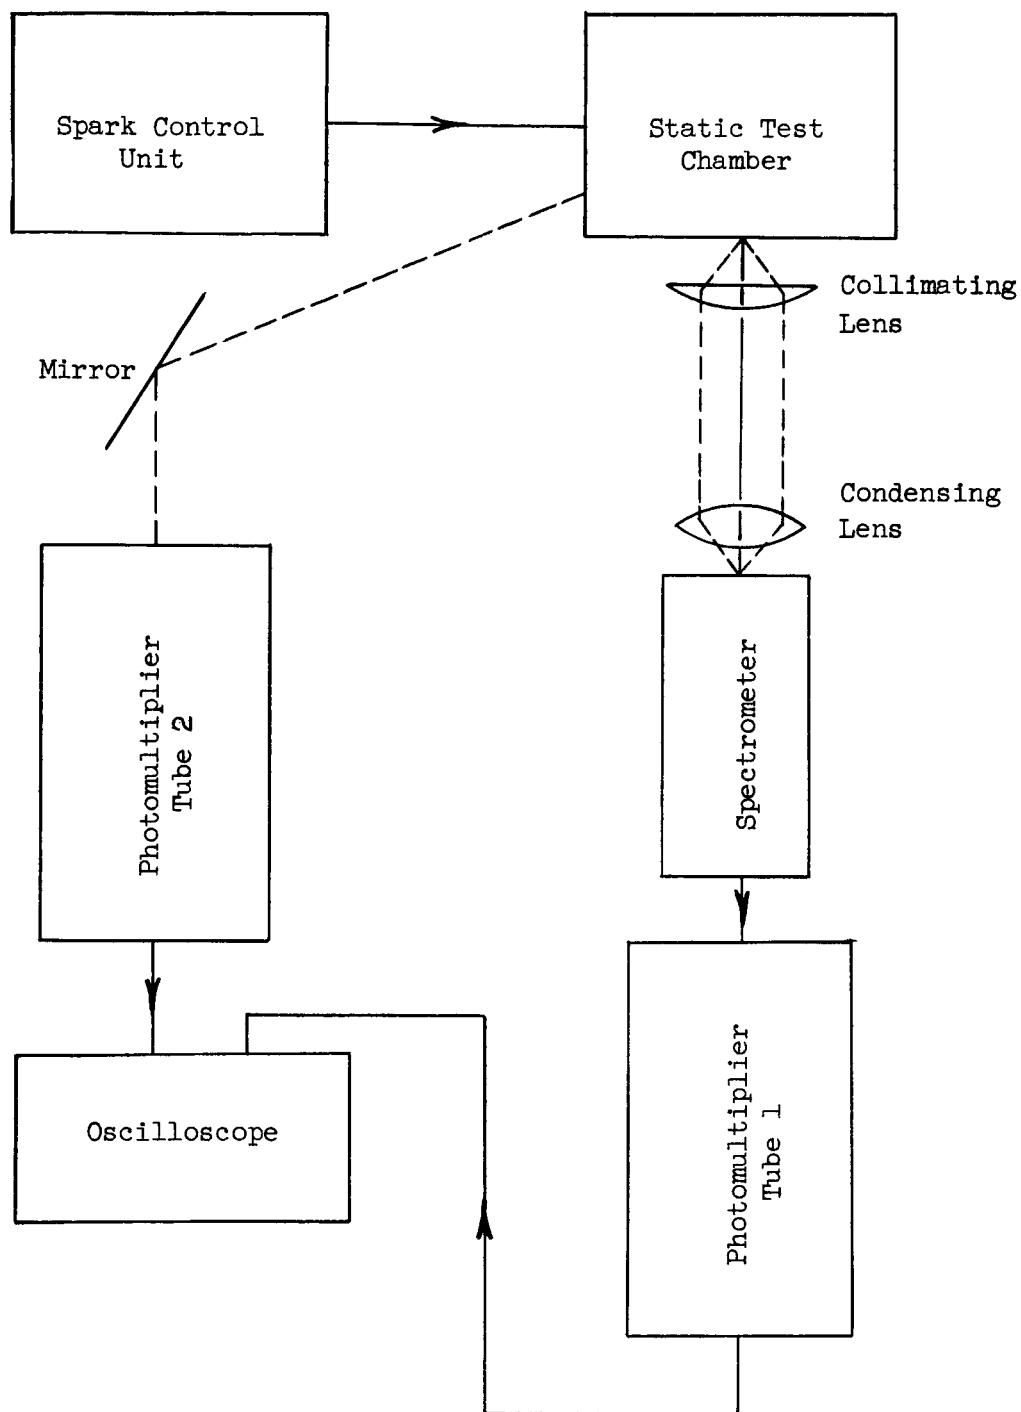 Spark Control
Unit
Static Test
Chamber
Collimating
Lens
Mirror
Condensing
Lens
Photomultiplier
Tube 2
Spectrometer
Oscilloscope
Photomultiplier
Tube 1